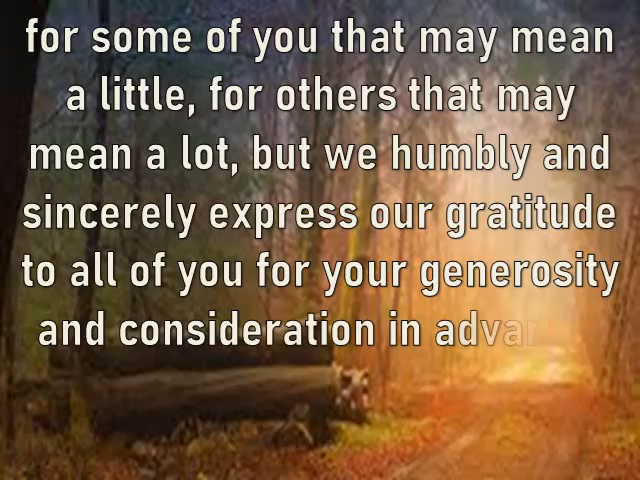 for some of you that may mean
a little, for others that may
mean a lot, but we humbly and
sincerely express our gratitude
to all of you for your generosity
and consideration in